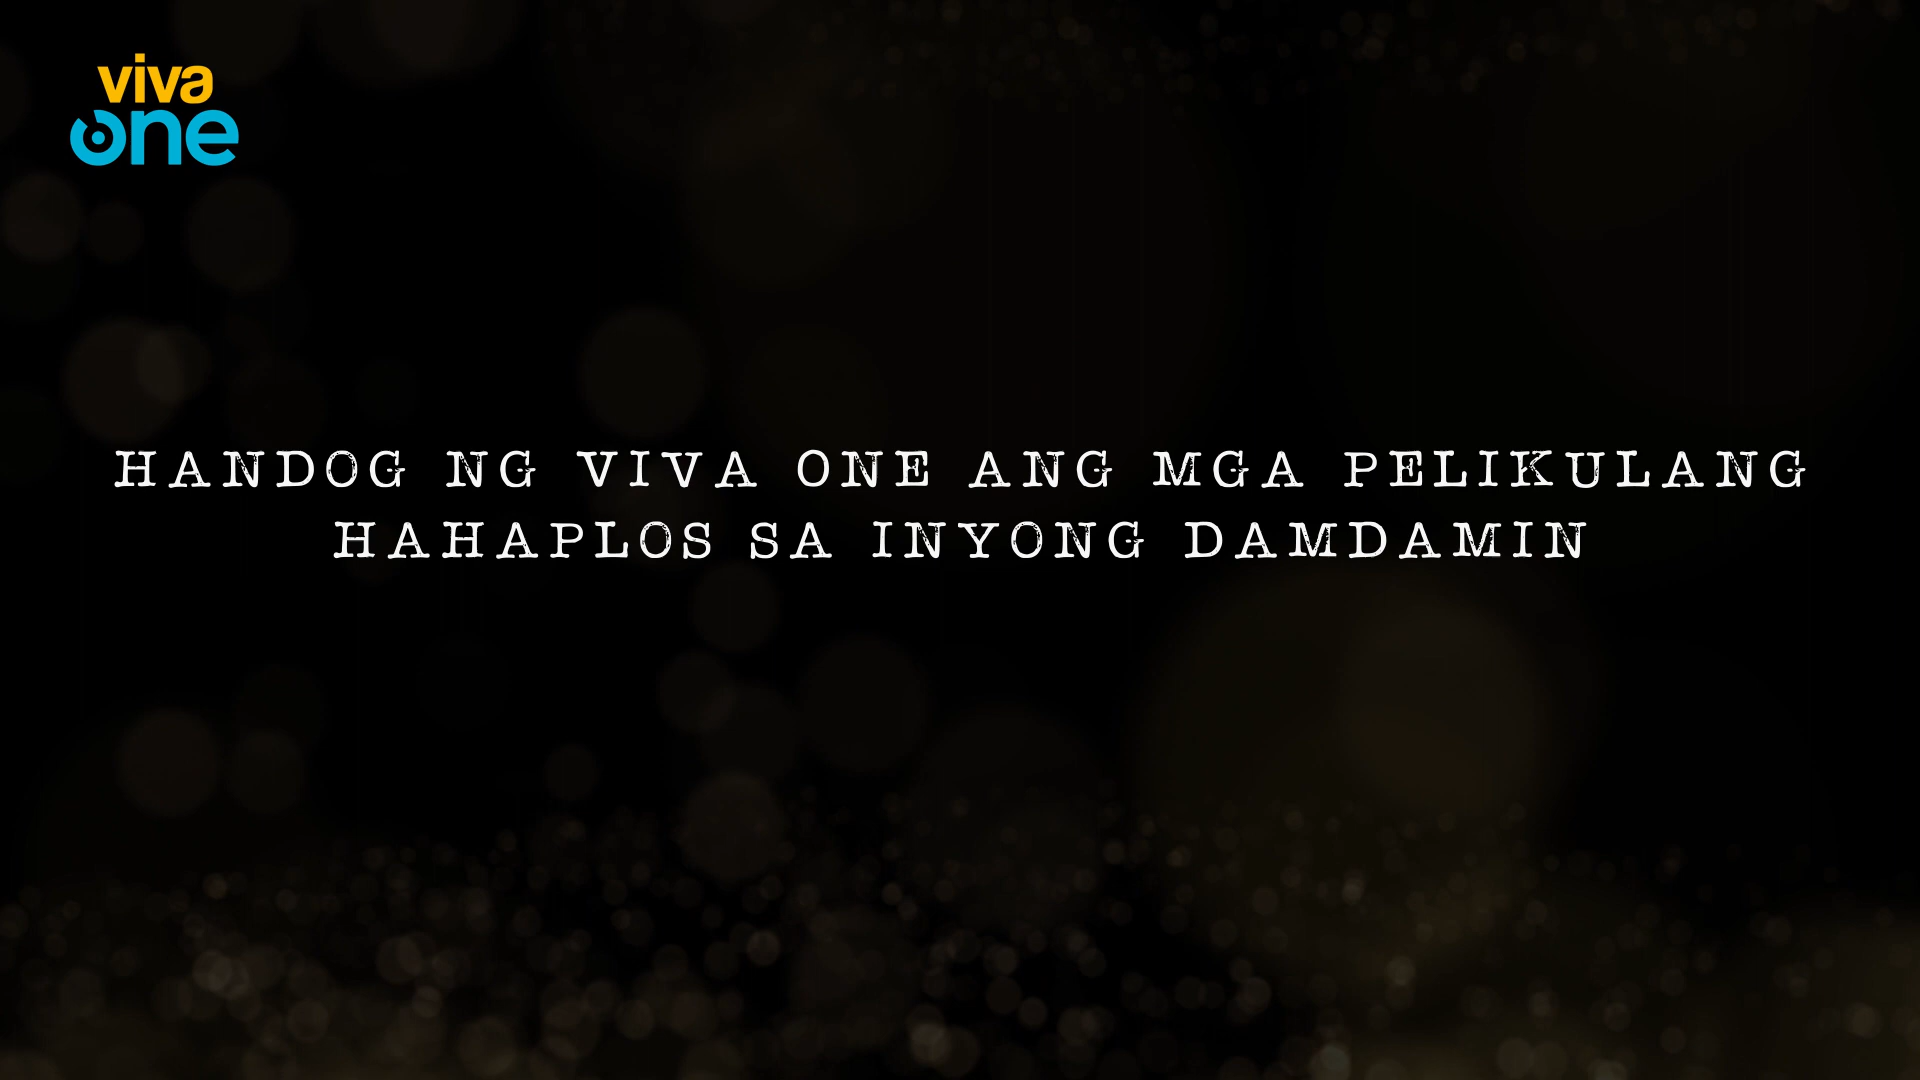 viva
one
HANDOG NG VIVA ONE ANG MGA PELIKULANG
HAHAPLOS SA INYONG DAMDAMIN